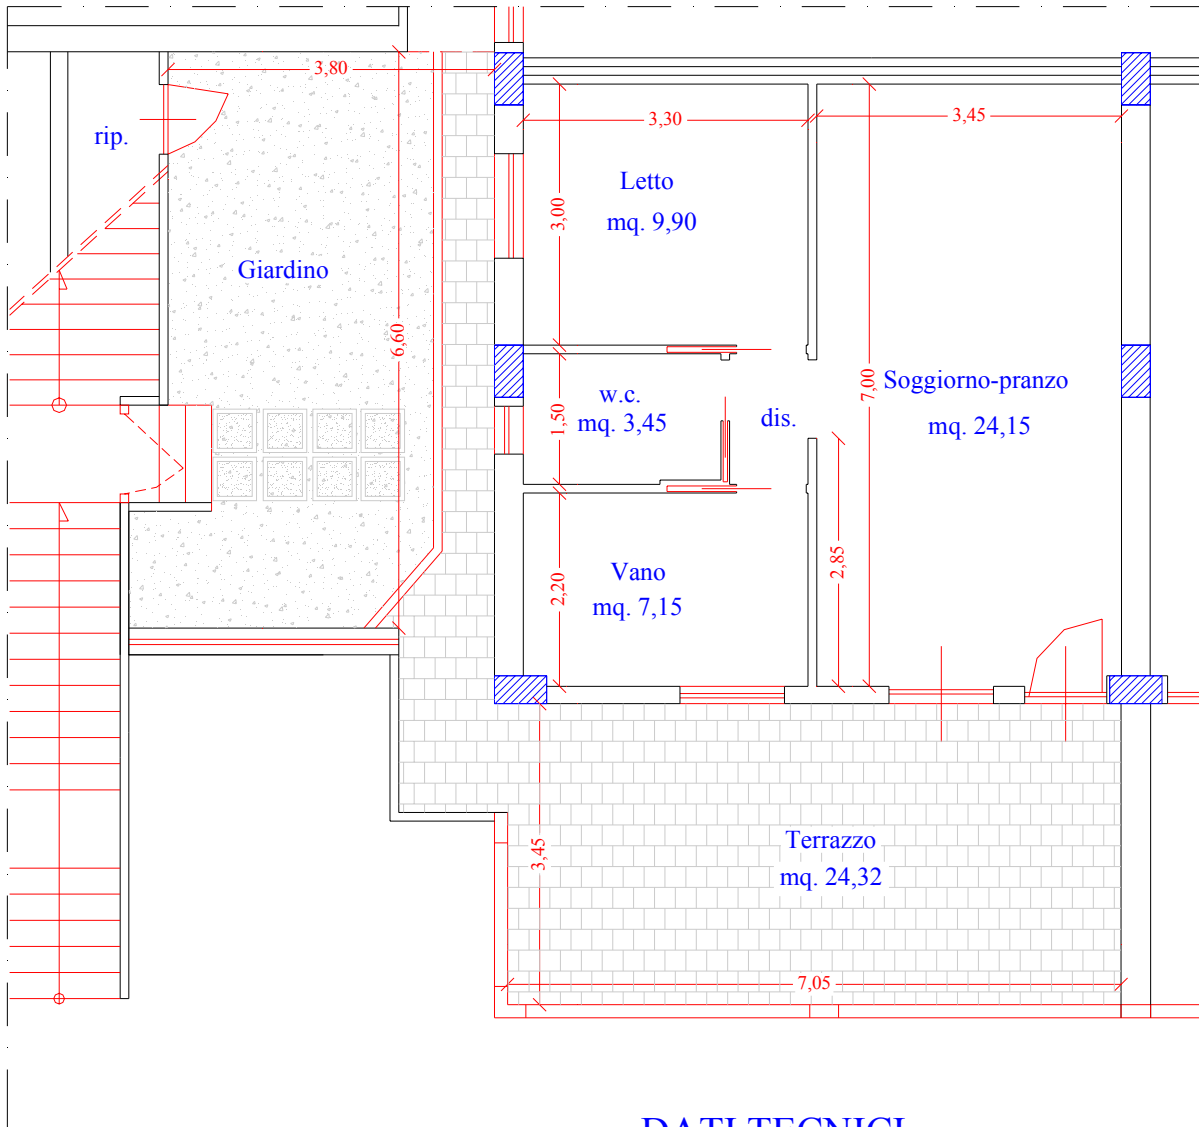 3,80
3,30
3,45
rip.
Letto
mq. 9,90
3,00
Giardino
6,60
7,00
Soggiorno-pranzo
mq. 24,15
w.c.
mq. 3,45
1,50
dis.
2,85
Vano
mq. 7,15
2,20
Terrazzo
mq. 24,32
3,45
7,05
DATI TECNICI